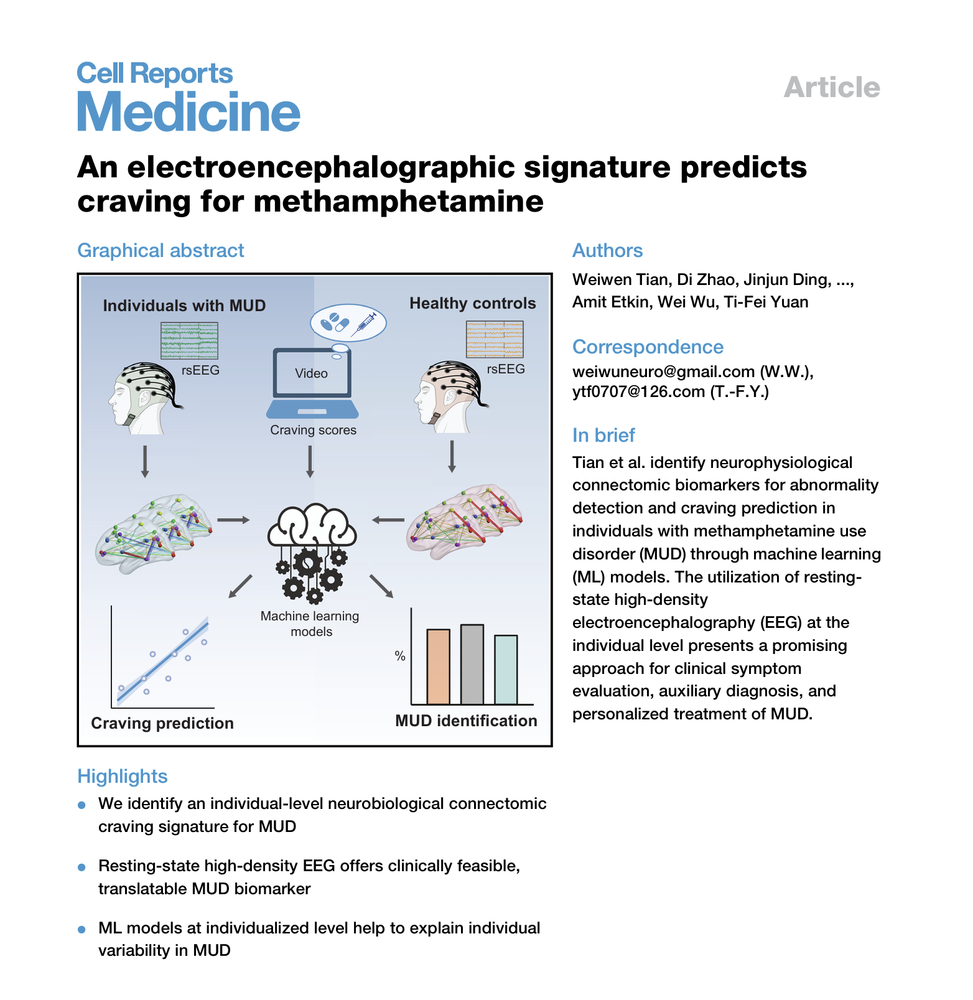 Cell Reports
Medicine
Article
An electroencephalographic signature predicts
craving for methamphetamine
Graphical abstract
Individuals with MUD
rsEEG
Video
Craving scores
Healthy controls
rsEEG
Machine learning
models
Craving prediction
%
MUD identification
Authors
Weiwen Tian, Di Zhao, Jinjun Ding, ...,
Amit Etkin, Wei Wu, Ti-Fei Yuan
Correspondence
weiwuneuro@gmail.com (W.W.),
ytf0707@126.com (T.-F.Y.)
In brief
Tian et al. identify neurophysiological
connectomic biomarkers for abnormality
detection and craving prediction in
individuals with methamphetamine use
disorder (MUD) through machine learning
(ML) models. The utilization of resting-
state high-density
electroencephalography (EEG) at the
individual level presents a promising
approach for clinical symptom
evaluation, auxiliary diagnosis, and
personalized treatment of MUD.
Highlights
● We identify an individual-level neurobiological connectomic
craving signature for MUD
● Resting-state high-density EEG offers clinically feasible,
translatable MUD biomarker
● ML models at individualized level help to explain individual
variability in MUD